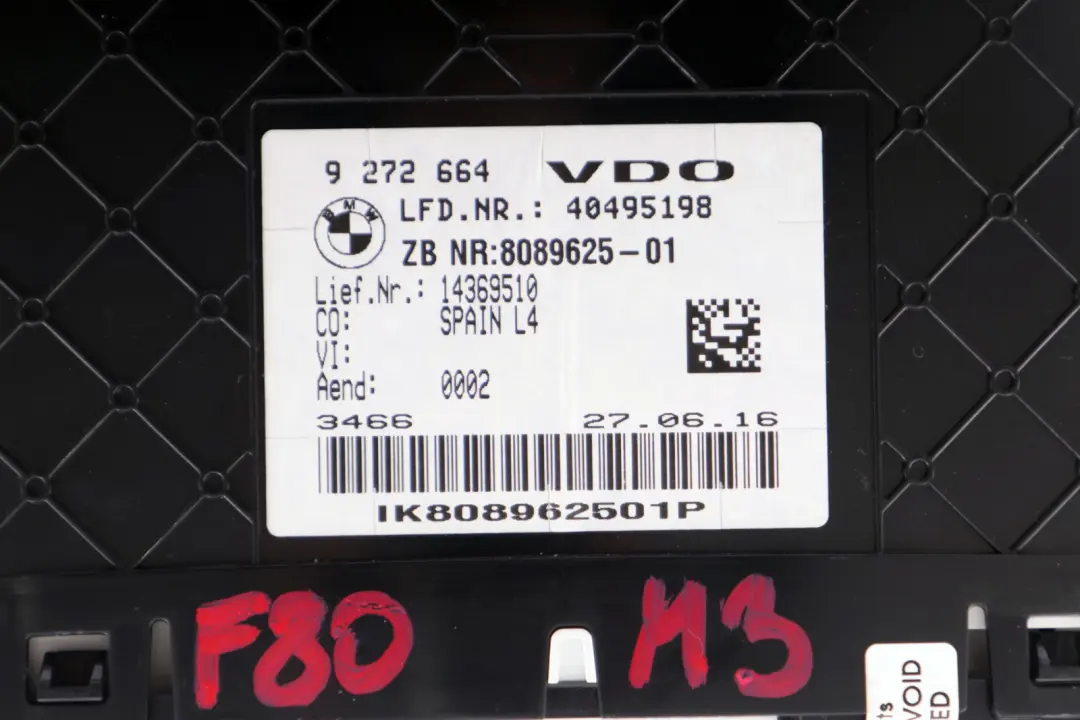 9 272 664 VDO
BMW
LFD.NR.: 40495198
ZB NR:8089625-01
Lief.Nr.: 14369510
CO: SPAIN L4
VI:
Aend: 0002
3466 27.06.16
IK808962501P
F80 M3
VOID